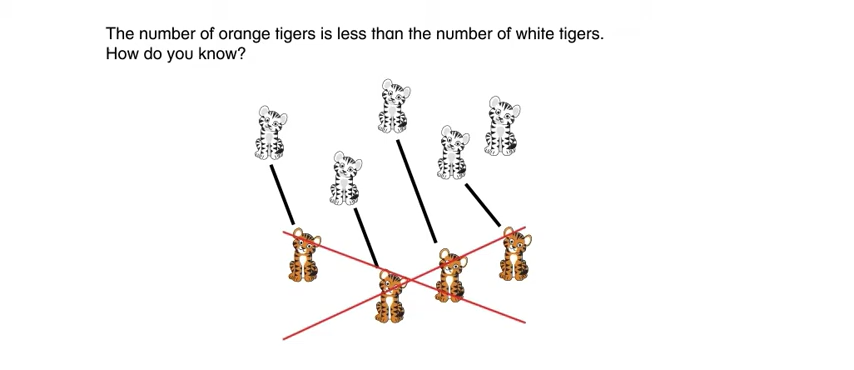 The number of orange tigers is less than the number of white tigers.
How do you know?